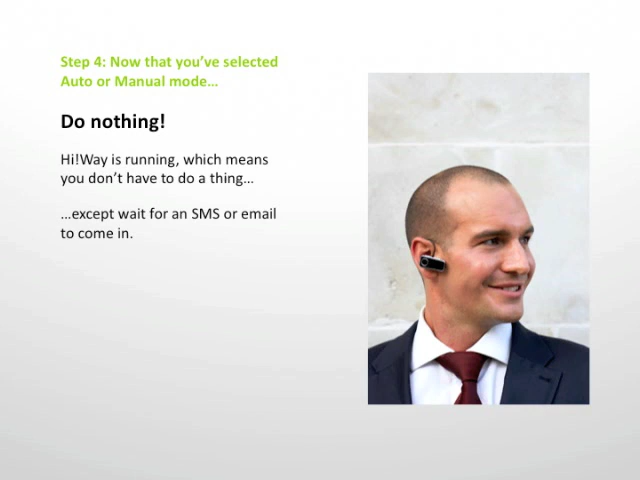 Step 4: Now that you’ve selected
Auto or Manual mode…
Do nothing!
Hi!Way is running, which means
you don’t have to do a thing…
…except wait for an SMS or email
to come in.